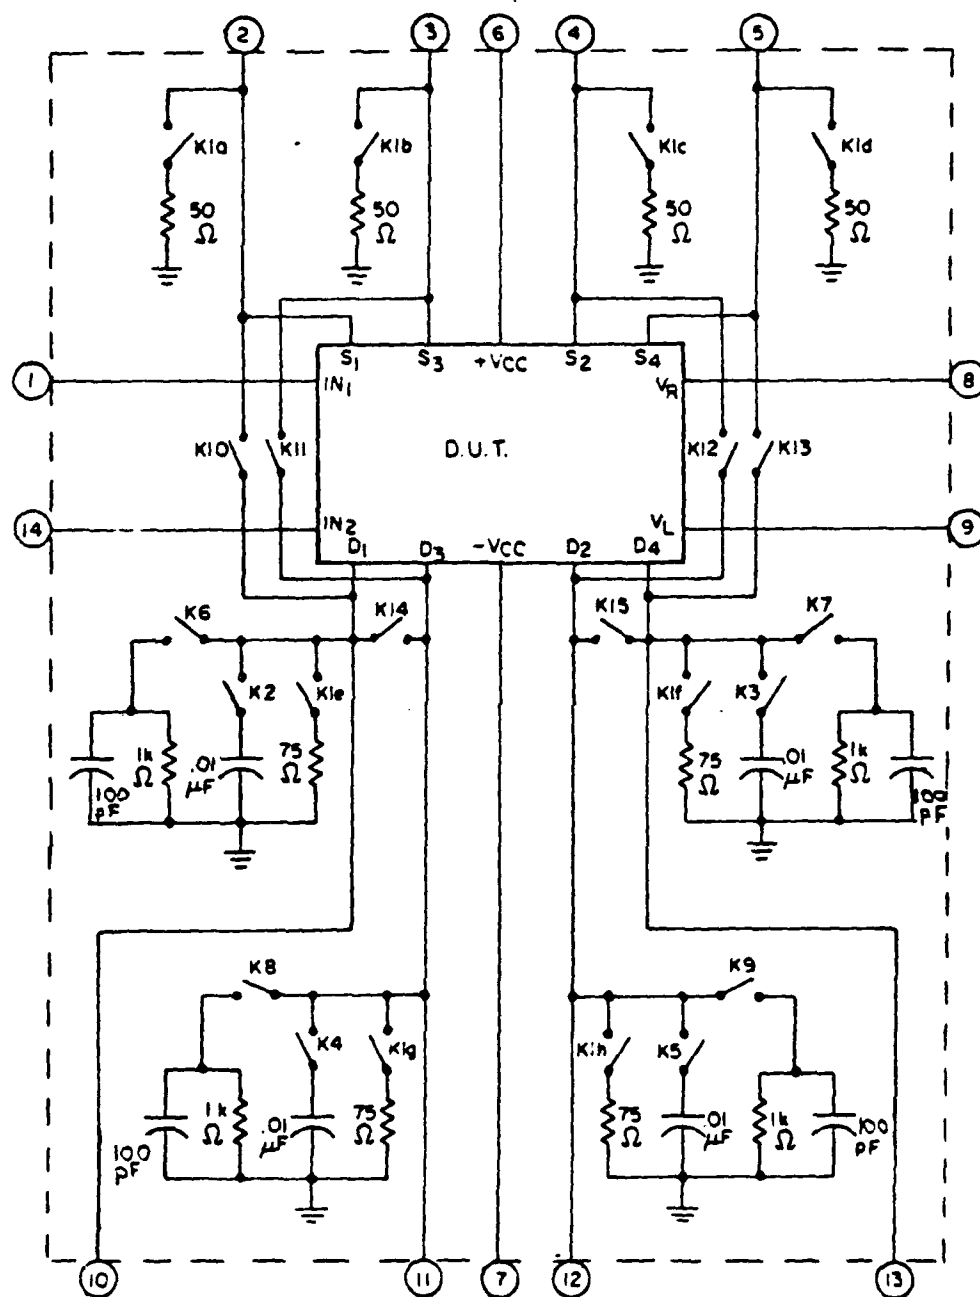 2 3 6 4 5
K1a K1b K1c K1d
50 Ω 50 Ω 50 Ω 50 Ω
S1 S3 +VCC S2 S4
1 IN1 VR 8
K10 K11 D.U.T. K12 K13
14 IN2 VL 9
D1 D3 -VCC D2 D4
K6 K14 K15 K7
K2 K1e K1f K3
1k Ω .01 μF 75 Ω 75 Ω .01 μF 1k Ω
100 pF 100 pF
K8 K9
K4 K1g K1h K5
1k Ω .01 μF 75 Ω 75 Ω .01 μF 1k Ω
100 pF 100 pF
10 11 7 12 13